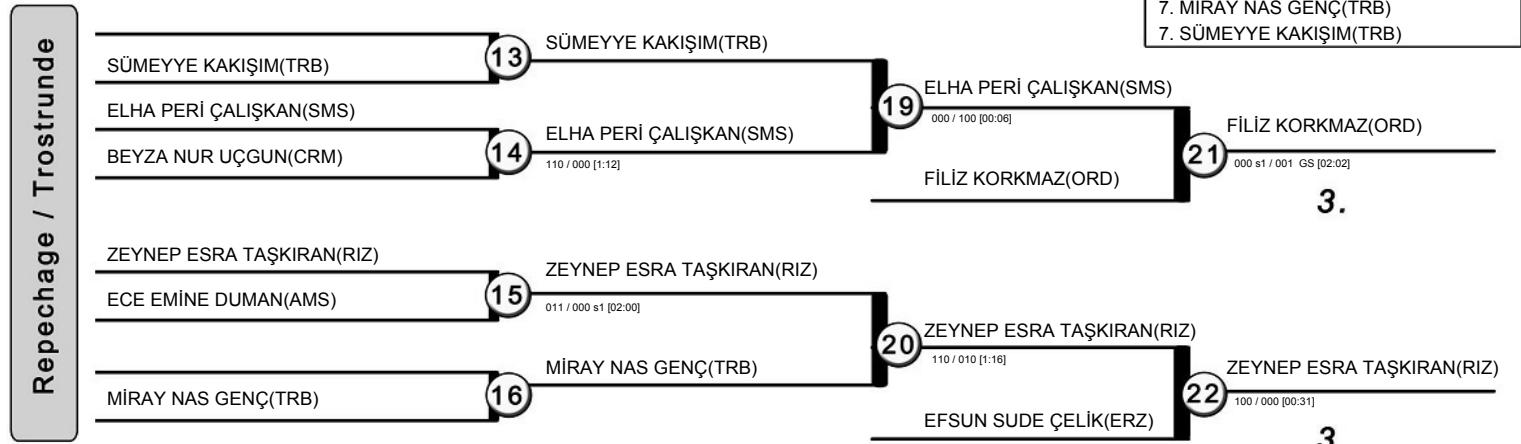 Repechage / Trostrunde
7. MİRAY NAS GENÇ(TRB)
7. SÜMEYYE KAKIŞIM(TRB)
SÜMEYYE KAKIŞIM(TRB)
13
SÜMEYYE KAKIŞIM(TRB)
ELHA PERİ ÇALIŞKAN(SMS)
BEYZA NUR UÇGUN(CRM)
14
ELHA PERİ ÇALIŞKAN(SMS)
110 / 000 [1:12]
19
ELHA PERİ ÇALIŞKAN(SMS)
000 / 100 [00:06]
FİLİZ KORKMAZ(ORD)
21
FİLİZ KORKMAZ(ORD)
000 s1 / 001 GS [02:02]
3.
ZEYNEP ESRA TAŞKIRAN(RIZ)
ECE EMİNE DUMAN(AMS)
15
ZEYNEP ESRA TAŞKIRAN(RIZ)
011 / 000 s1 [02:00]
MİRAY NAS GENÇ(TRB)
16
MİRAY NAS GENÇ(TRB)
20
ZEYNEP ESRA TAŞKIRAN(RIZ)
110 / 010 [1:16]
EFSUN SUDE ÇELİK(ERZ)
22
ZEYNEP ESRA TAŞKIRAN(RIZ)
100 / 000 [00:31]
3